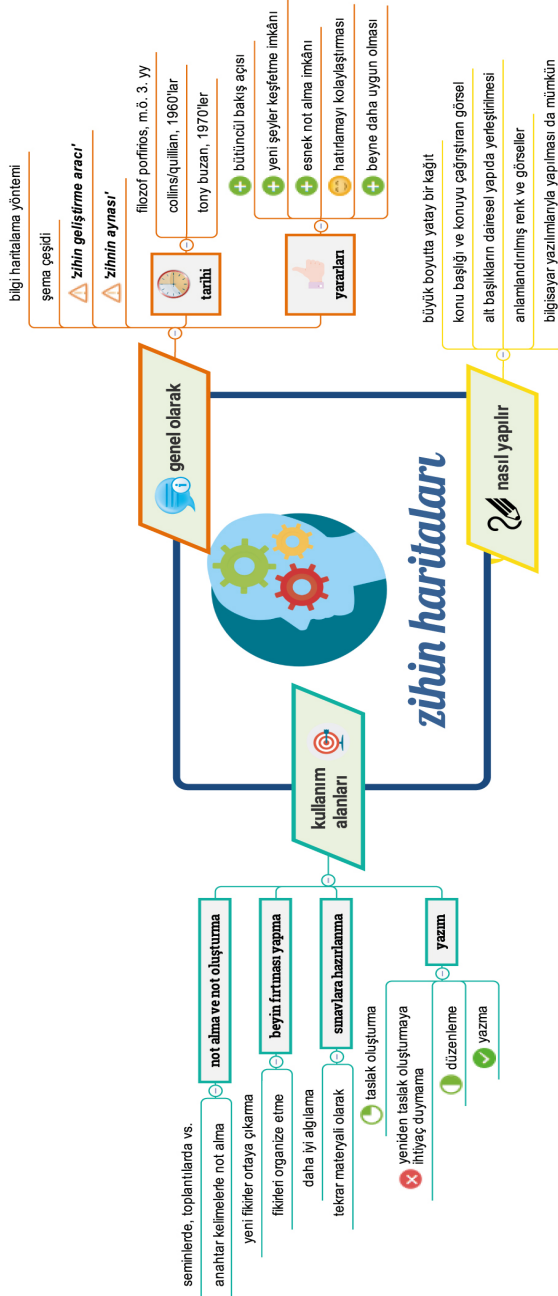 zihin haritaları
genel olarak
bilgi haritalama yöntemi
şema çeşidi
'zihin geliştirme aracı'
'zihnin aynası'
tarihi
filozof porfirios, m.ö. 3. yy
collins/quillian, 1960'lar
tony buzan, 1970'ler
yararları
bütüncül bakış açısı
yeni şeyler keşfetme imkânı
esnek not alma imkânı
hatırlamayı kolaylaştırması
beyne daha uygun olması
nasıl yapılır
büyük boyutta yatay bir kağıt
konu başlığı ve konuyu çağrıştıran görsel
alt başlıkların dairesel yapıda yerleştirilmesi
anlamlandırılmış renk ve görseller
bilgisayar yazılımlarıyla yapılması da mümkün
kullanım
alanları
not alma ve not oluşturma
seminlerde, toplantılarda vs.
anahtar kelimelerle not alma
beyin fırtınası yapma
yeni fikirler ortaya çıkarma
fikirleri organize etme
sınavlara hazırlanma
daha iyi algılama
tekrar materyali olarak
yazım
taslak oluşturma
yeniden taslak oluşturmaya
ihtiyaç duymama
düzenleme
yazma